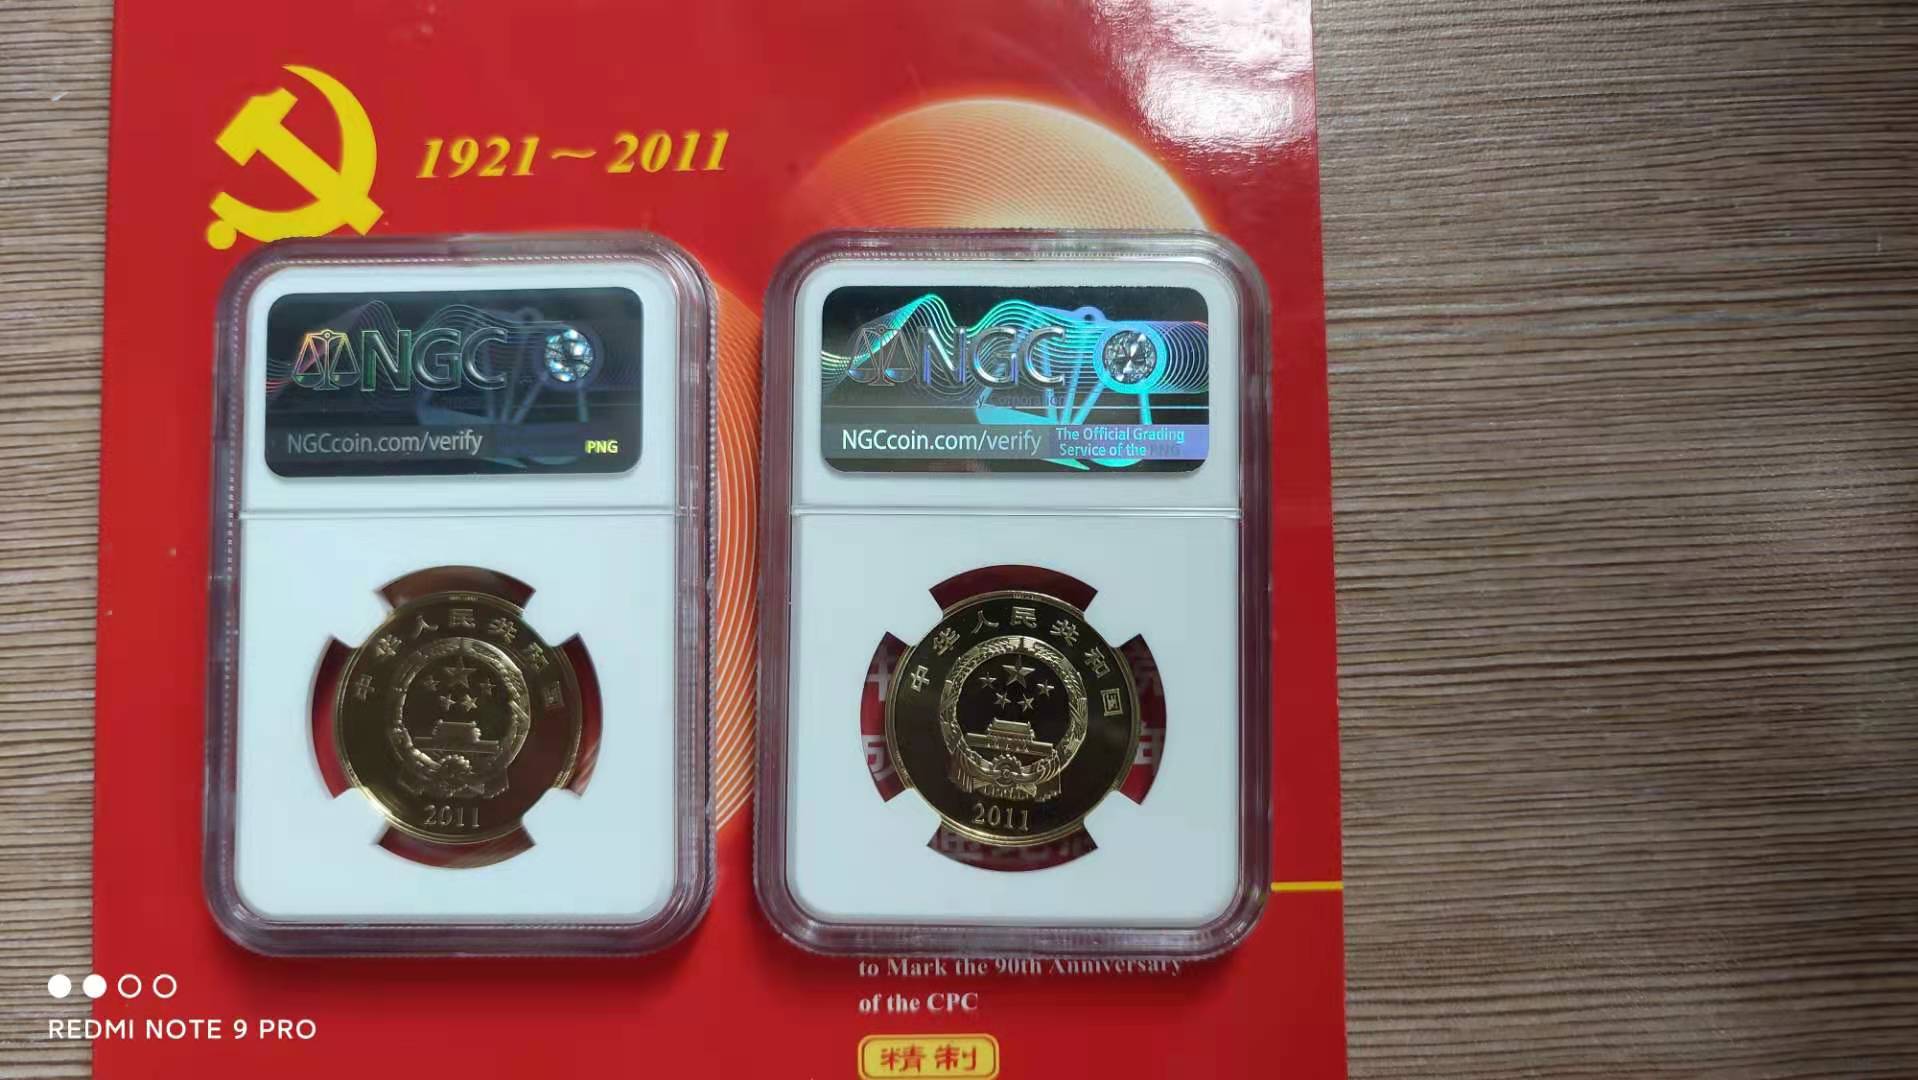 1921～2011
NGC
NGCcoin.com/verify
PNG
NGC
NGCcoin.com/verify
The Official Grading
Service of the PNG
中华人民共和国
2011
中华人民共和国
2011
to Mark the 90th Anniversary
of the CPC
精制
REDMI NOTE 9 PRO